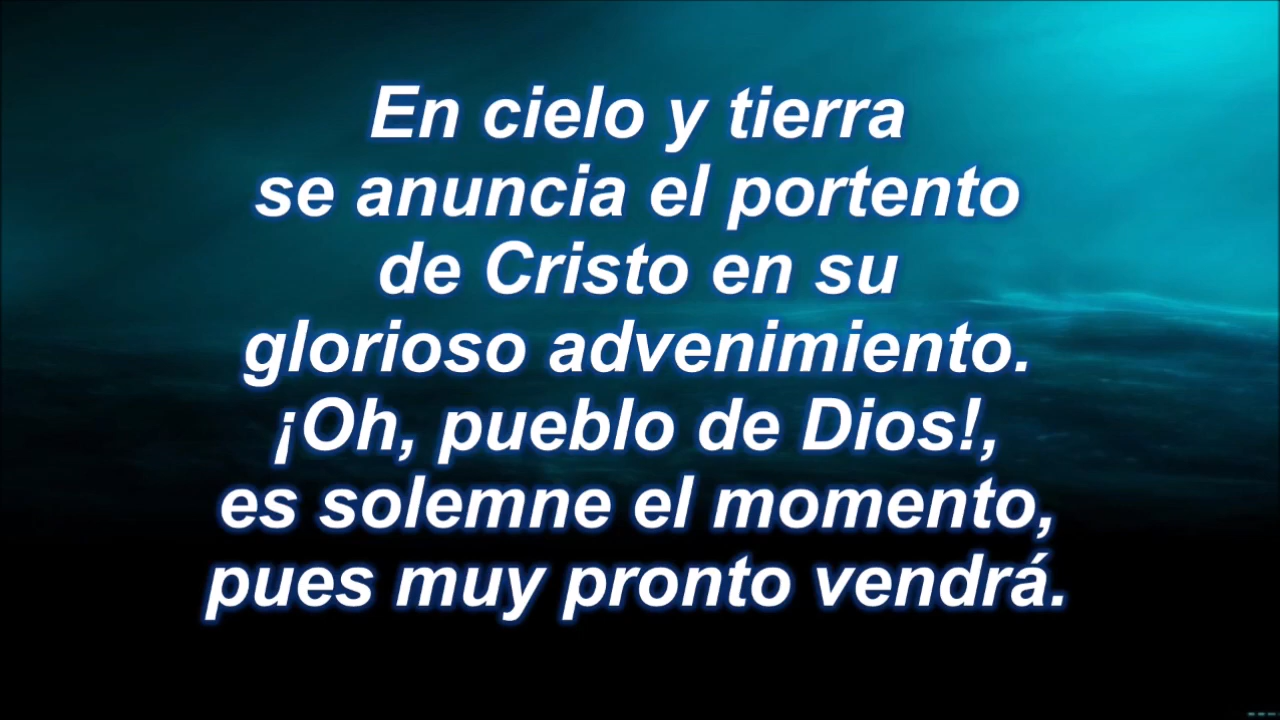 En cielo y tierra
se anuncia el portento
de Cristo en su
glorioso advenimiento.
¡Oh, pueblo de Dios!,
es solemne el momento,
pues muy pronto vendrá.